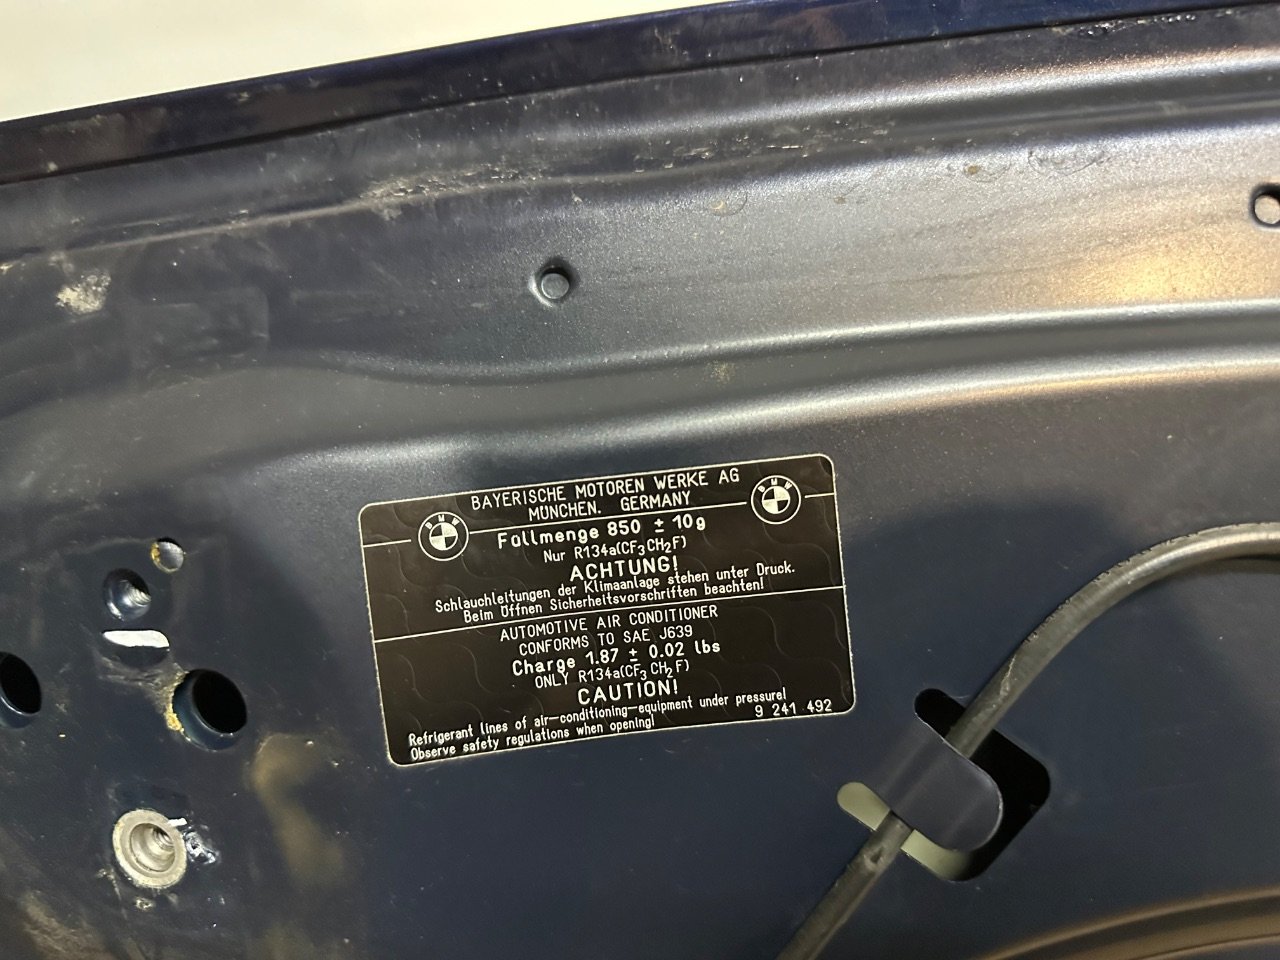 BAYERISCHE MOTOREN WERKE AG
MÜNCHEN. GERMANY
BMW
BMW
Füllmenge 850 ± 10g
Nur R134a(CF3CH2F)
ACHTUNG!
Schlauchleitungen der Klimaanlage stehen unter Druck.
Beim Öffnen Sicherheitsvorschriften beachten!
AUTOMOTIVE AIR CONDITIONER
CONFORMS TO SAE J639
Charge 1.87 ± 0.02 lbs
ONLY R134a(CF3CH2F)
CAUTION!
Refrigerant lines of air-conditioning-equipment under pressure!
Observe safety regulations when opening!
9 241 492